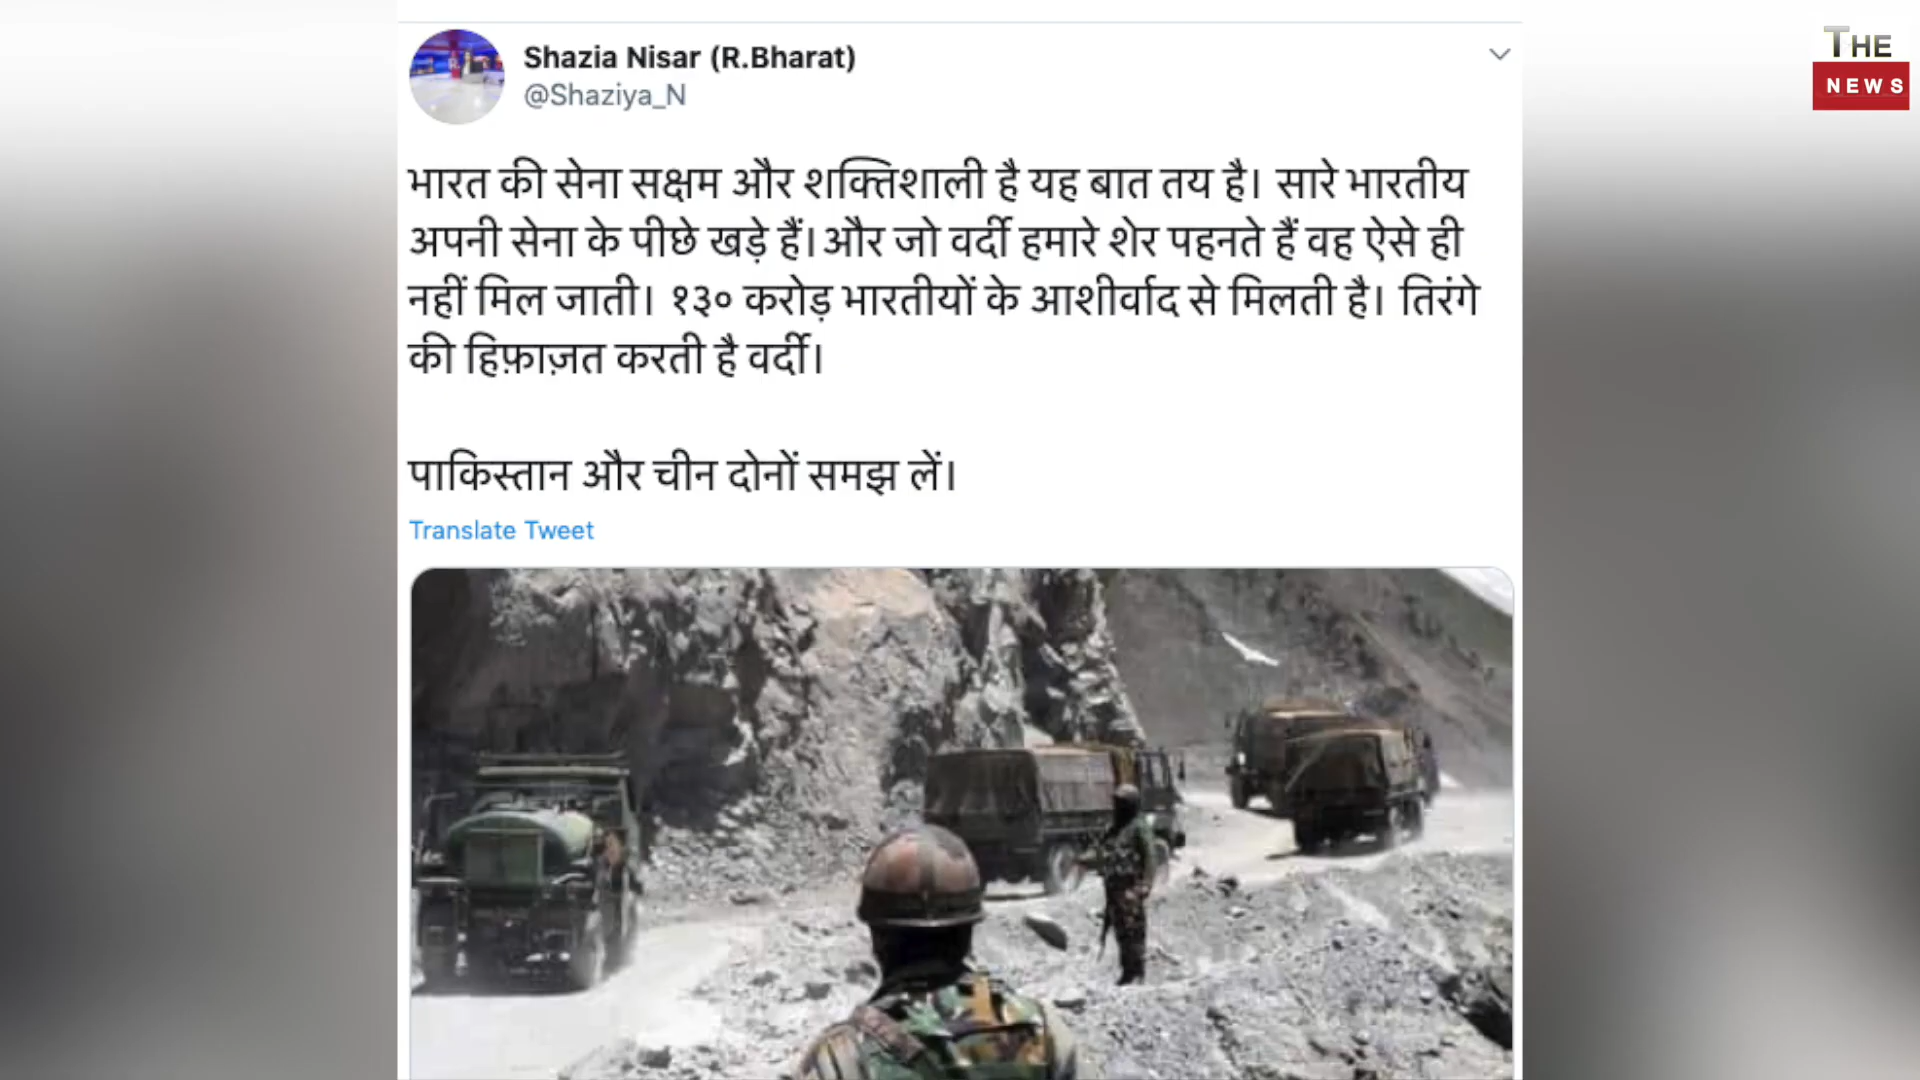 Shazia Nisar (R.Bharat)
@Shaziya_N
THE
NEWS
भारत की सेना सक्षम और शक्तिशाली है यह बात तय है। सारे भारतीय
अपनी सेना के पीछे खड़े हैं।और जो वर्दी हमारे शेर पहनते हैं वह ऐसे ही
नहीं मिल जाती। १३० करोड़ भारतीयों के आशीर्वाद से मिलती है। तिरंगे
की हिफ़ाज़त करती है वर्दी।
पाकिस्तान और चीन दोनों समझ लें।
Translate Tweet